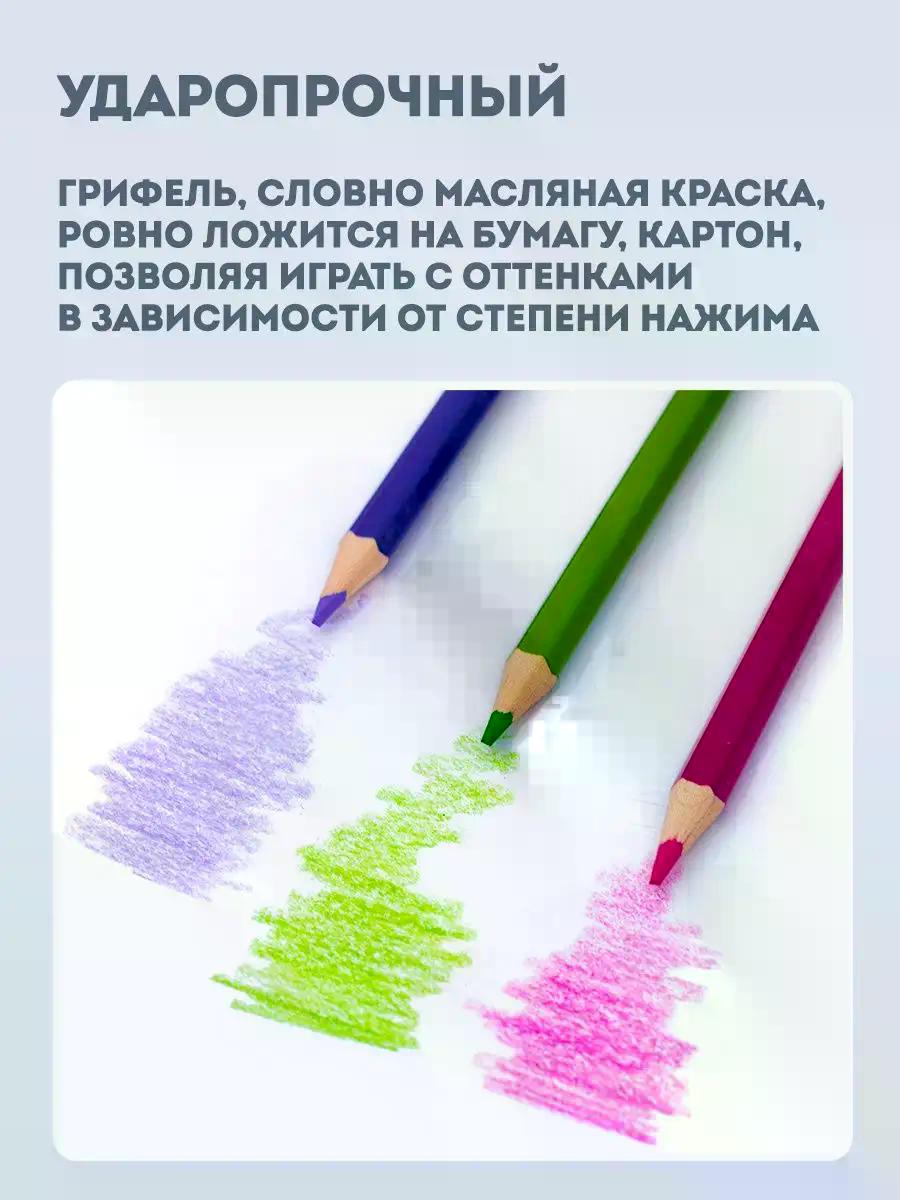 УДАРОПРОЧНЫЙ
ГРИФЕЛЬ, СЛОВНО МАСЛЯНАЯ КРАСКА,
РОВНО ЛОЖИТСЯ НА БУМАГУ, КАРТОН,
ПОЗВОЛЯЯ ИГРАТЬ С ОТТЕНКАМИ
В ЗАВИСИМОСТИ ОТ СТЕПЕНИ НАЖИМА